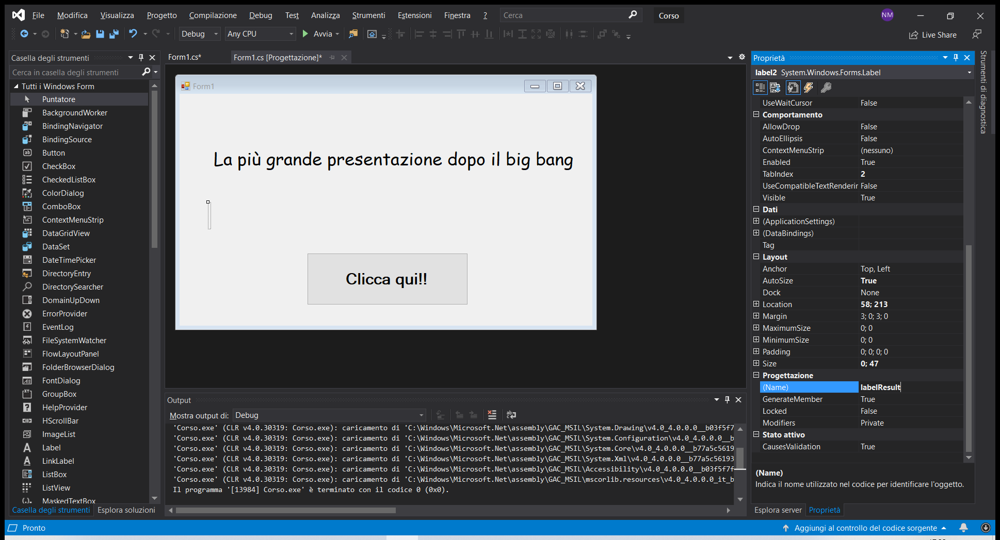 File Modifica Visualizza Progetto Compilazione Debug Test Analizza Strumenti Estensioni Finestra ? Cerca Corso NM
Debug Any CPU Avvia Live Share
Casella degli strumenti
Cerca in casella degli strumenti
Tutti i Windows Form
Puntatore
BackgroundWorker
BindingNavigator
BindingSource
Button
CheckBox
CheckedListBox
ColorDialog
ComboBox
ContextMenuStrip
DataGridView
DataSet
DateTimePicker
DirectoryEntry
DirectorySearcher
DomainUpDown
ErrorProvider
EventLog
FileSystemWatcher
FlowLayoutPanel
FolderBrowserDialog
FontDialog
GroupBox
HelpProvider
HScrollBar
ImageList
Label
LinkLabel
ListBox
ListView
MaskedTextBox
Casella degli strumenti Esplora soluzioni
Form1.cs* Form1.cs [Progettazione]*
Form1
La più grande presentazione dopo il big bang
Clicca qui!!
Output
Mostra output di: Debug
'Corso.exe' (CLR v4.0.30319: Corso.exe): caricamento di 'C:\Windows\Microsoft.Net\assembly\GAC_MSIL\System.Drawing\v4.0_4.0.0.0__b03f5f7
'Corso.exe' (CLR v4.0.30319: Corso.exe): caricamento di 'C:\Windows\Microsoft.Net\assembly\GAC_MSIL\System.Configuration\v4.0_4.0.0.0__b
'Corso.exe' (CLR v4.0.30319: Corso.exe): caricamento di 'C:\Windows\Microsoft.Net\assembly\GAC_MSIL\System.Core\v4.0_4.0.0.0__b77a5c5619
'Corso.exe' (CLR v4.0.30319: Corso.exe): caricamento di 'C:\Windows\Microsoft.Net\assembly\GAC_MSIL\System.Xml\v4.0_4.0.0.0__b77a5c56193
'Corso.exe' (CLR v4.0.30319: Corso.exe): caricamento di 'C:\Windows\Microsoft.Net\assembly\GAC_MSIL\Accessibility\v4.0_4.0.0.0__b03f5f7f
'Corso.exe' (CLR v4.0.30319: Corso.exe): caricamento di 'C:\Windows\Microsoft.Net\assembly\GAC_MSIL\mscorlib.resources\v4.0_4.0.0.0_it_b
Il programma '[13984] Corso.exe' è terminato con il codice 0 (0x0).
Proprietà
label2 System.Windows.Forms.Label
UseWaitCursor False
Comportamento
AllowDrop False
AutoEllipsis False
ContextMenuStrip (nessuno)
Enabled True
TabIndex 2
UseCompatibleTextRenderir False
Visible True
Dati
(ApplicationSettings)
(DataBindings)
Tag
Layout
Anchor Top, Left
AutoSize True
Dock None
Location 58; 213
Margin 3; 0; 3; 0
MaximumSize 0; 0
MinimumSize 0; 0
Padding 0; 0; 0; 0
Size 0; 47
Progettazione
(Name) labelResult
GenerateMember True
Locked False
Modifiers Private
Stato attivo
CausesValidation True
(Name)
Indica il nome utilizzato nel codice per identificare l'oggetto.
Esplora server Proprietà
Strumenti di diagnostica
Pronto Aggiungi al controllo del codice sorgente